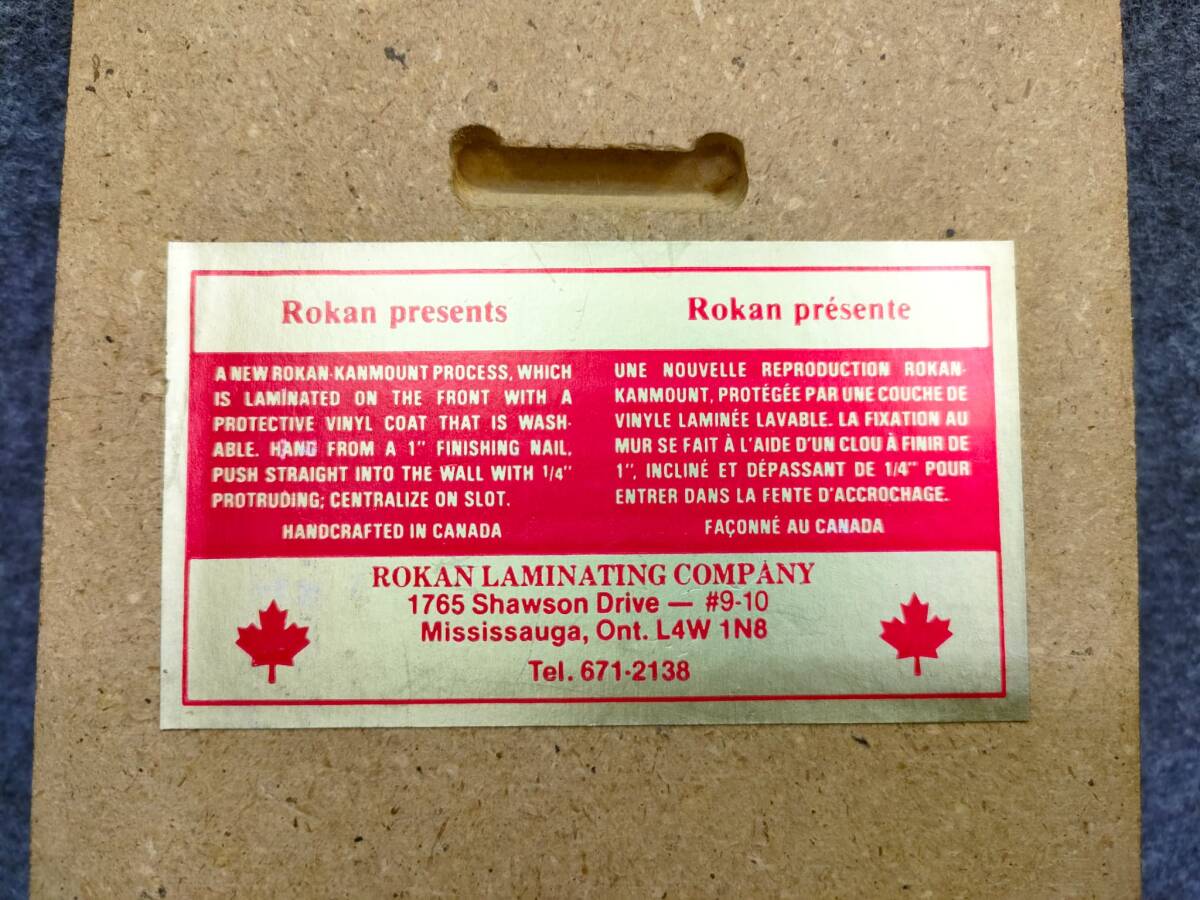 Rokan presents
A NEW ROKAN-KANMOUNT PROCESS, WHICH
IS LAMINATED ON THE FRONT WITH A
PROTECTIVE VINYL COAT THAT IS WASH-
ABLE. HANG FROM A 1" FINISHING NAIL,
PUSH STRAIGHT INTO THE WALL WITH 1/4"
PROTRUDING; CENTRALIZE ON SLOT.
HANDCRAFTED IN CANADA
Rokan présente
UNE NOUVELLE REPRODUCTION ROKAN-
KANMOUNT, PROTÉGÉE PAR UNE COUCHE DE
VINYLE LAMINÉE LAVABLE. LA FIXATION AU
MUR SE FAIT À L'AIDE D'UN CLOU À FINIR DE
1", INCLINÉ ET DÉPASSANT DE 1/4" POUR
ENTRER DANS LA FENTE D'ACCROCHAGE.
FAÇONNÉ AU CANADA
ROKAN LAMINATING COMPANY
1765 Shawson Drive — #9-10
Mississauga, Ont. L4W 1N8
Tel. 671-2138